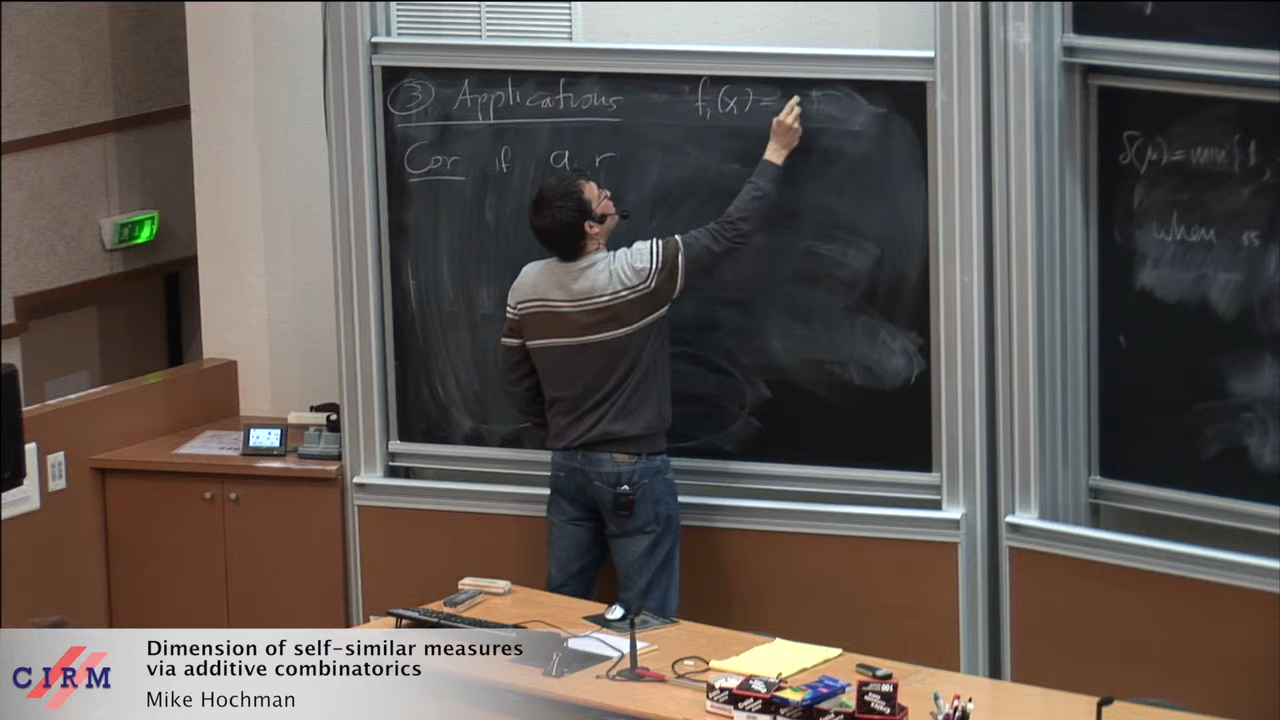 ③ Applications f₁(x) =
Cor if a, r
δ(μ) = min{1,
when is
Dimension of self-similar measures
via additive combinatorics
CIRM
Mike Hochman